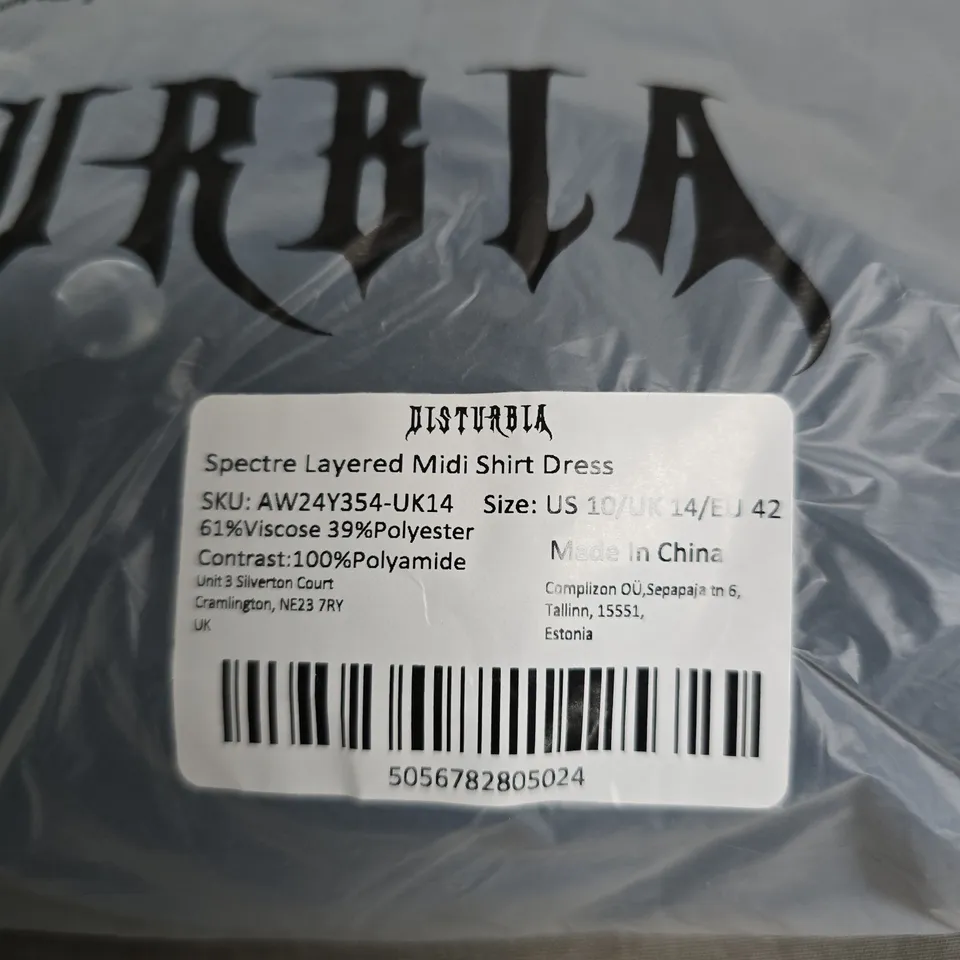 URBIA
DISTURBIA
Spectre Layered Midi Shirt Dress
SKU: AW24Y354-UK14 Size: US 10/UK 14/EU 42
61%Viscose 39%Polyester
Contrast:100%Polyamide
Made In China
Unit 3 Silverton Court
Cramlington, NE23 7RY
UK
Complizon OÜ,Sepapaja tn 6,
Tallinn, 15551,
Estonia
5056782805024